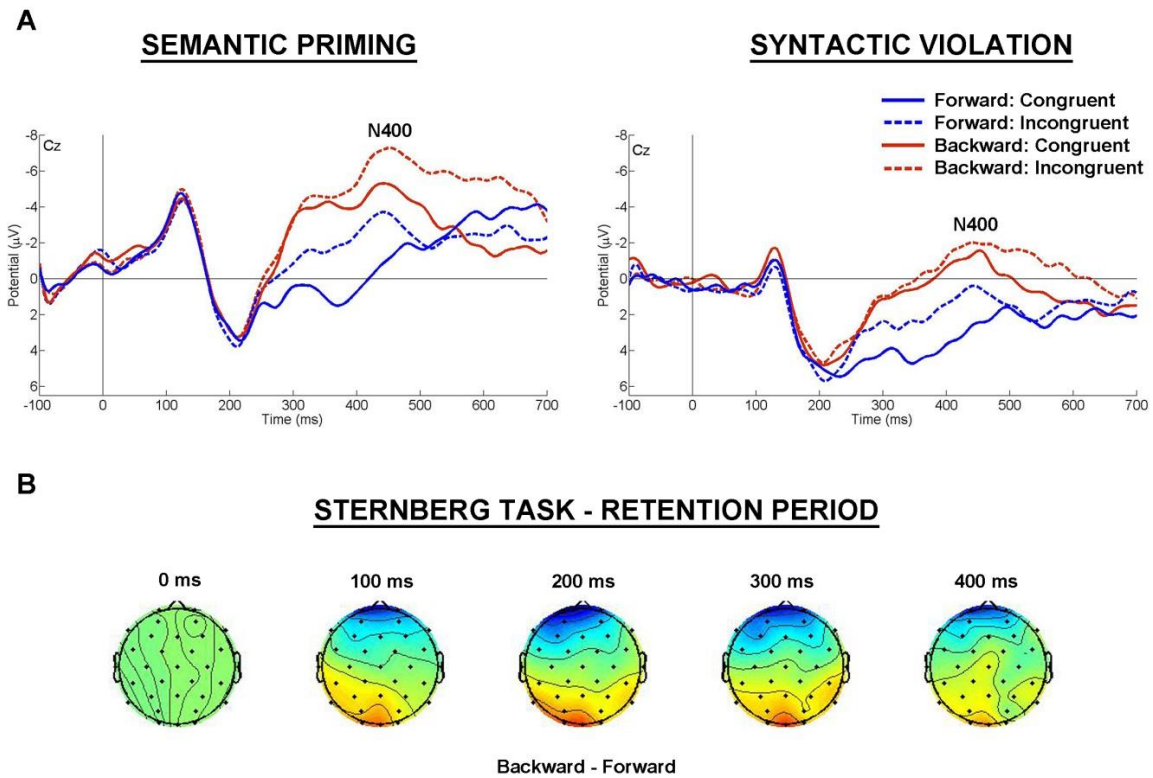 A
SEMANTIC PRIMING
SYNTACTIC VIOLATION
Forward: Congruent
Forward: Incongruent
Backward: Congruent
Backward: Incongruent
N400
Cz
Potential (µV)
-8
-6
-4
-2
0
2
4
6
-100 0 100 200 300 400 500 600 700
Time (ms)
N400
Cz
Potential (µV)
-8
-6
-4
-2
0
2
4
6
-100 0 100 200 300 400 500 600 700
Time (ms)
B
STERNBERG TASK - RETENTION PERIOD
0 ms 100 ms 200 ms 300 ms 400 ms
Backward - Forward